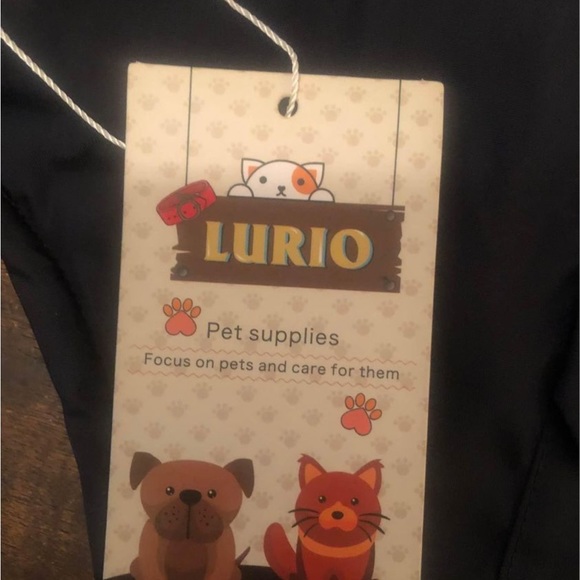 LURIO
Pet supplies
Focus on pets and care for them